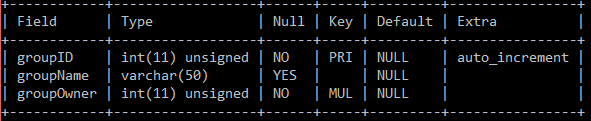 +------------+------------------+------+-----+---------+----------------+
| Field      | Type             | Null | Key | Default | Extra          |
+------------+------------------+------+-----+---------+----------------+
| groupID    | int(11) unsigned | NO   | PRI | NULL    | auto_increment |
| groupName  | varchar(50)      | YES  |     | NULL    |                |
| groupOwner | int(11) unsigned | NO   | MUL | NULL    |                |
+------------+------------------+------+-----+---------+----------------+